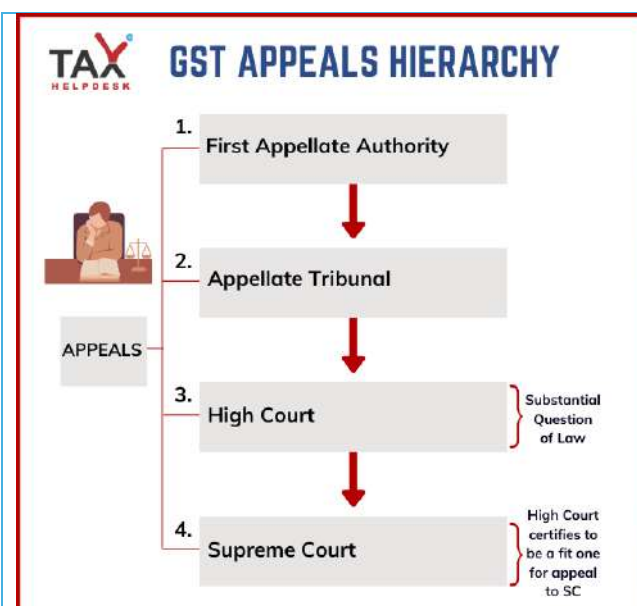 TAX
HELPDESK
GST APPEALS HIERARCHY
1.
First Appellate Authority
2.
Appellate Tribunal
APPEALS
3.
High Court
Substantial
Question
of Law
4.
Supreme Court
High Court
certifies to
be a fit one
for appeal
to SC